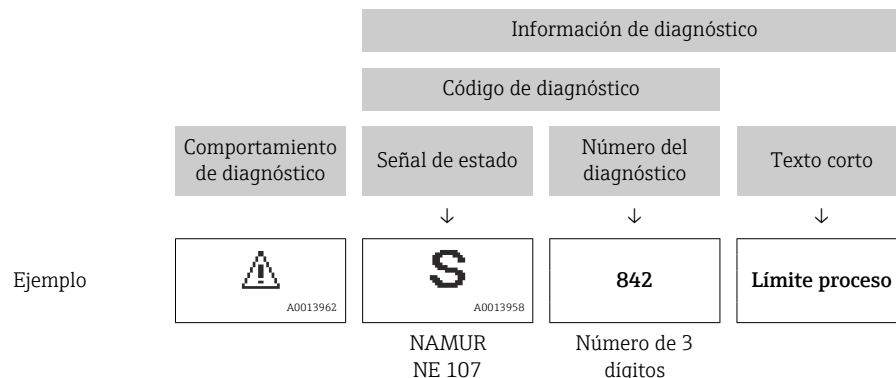 Información de diagnóstico
Código de diagnóstico
Comportamiento
de diagnóstico
Señal de estado
Número del
diagnóstico
Texto corto
↓ ↓ ↓
Ejemplo
A0013962
S
A0013958
842
Límite proceso
NAMUR
NE 107
Número de 3
dígitos